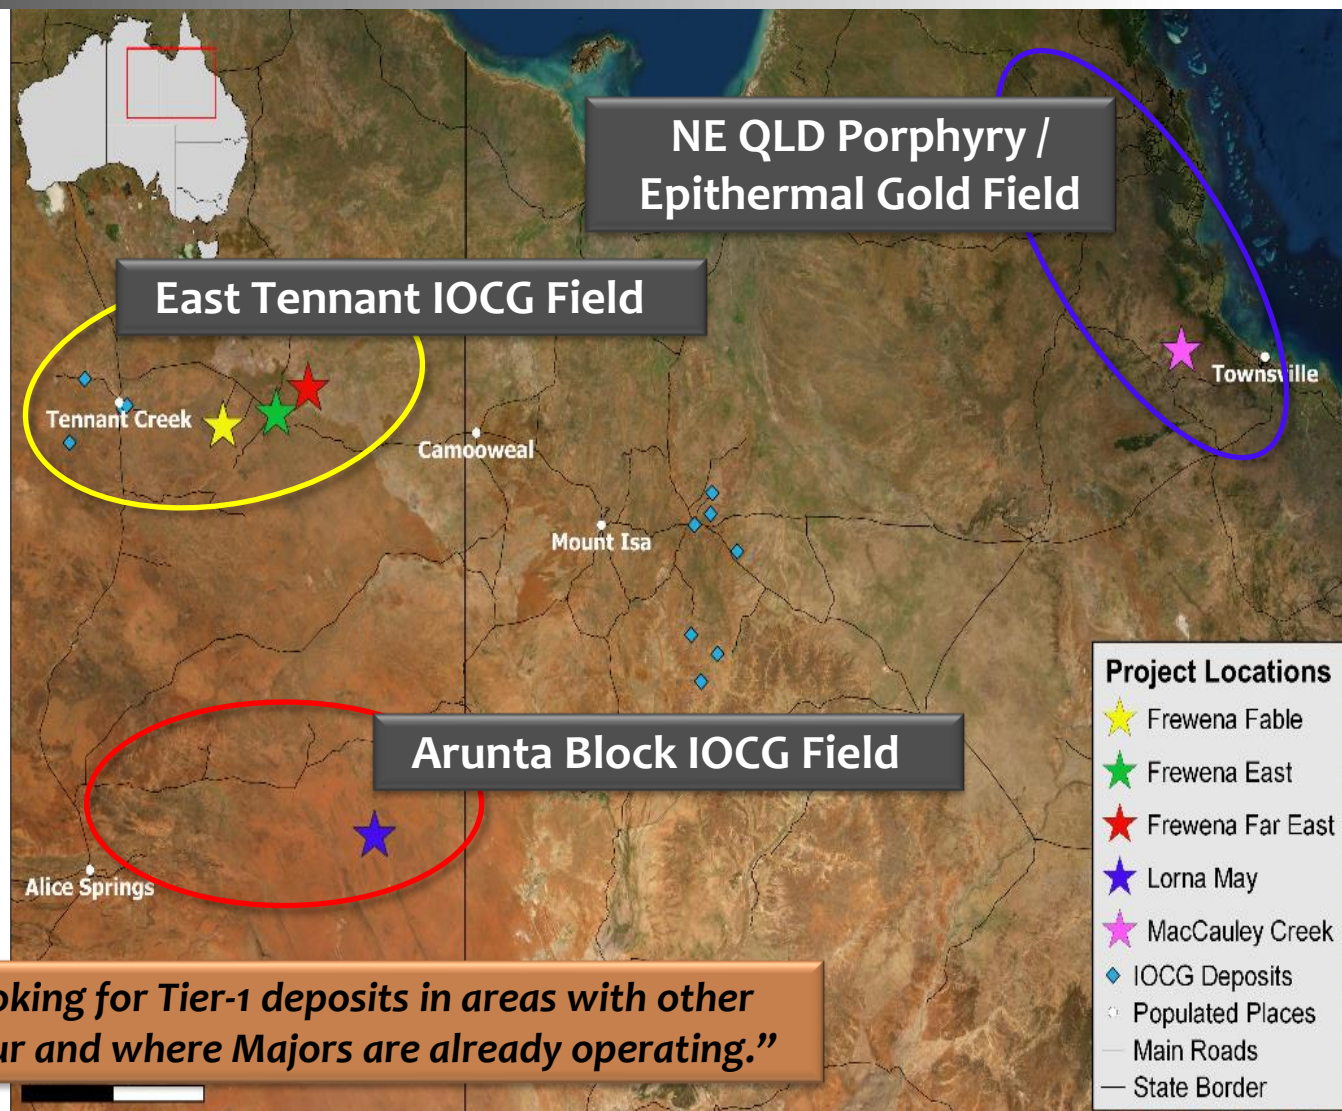 NE QLD Porphyry /
Epithermal Gold Field
East Tennant IOCG Field
Townsville
Tennant Creek
Camooweal
Mount Isa
Arunta Block IOCG Field
Alice Springs
Project Locations
Frewena Fable
Frewena East
Frewena Far East
Lorna May
MacCauley Creek
IOCG Deposits
Populated Places
Main Roads
State Border
for Tier-1 deposits in areas with other
and where Majors are already operating.”